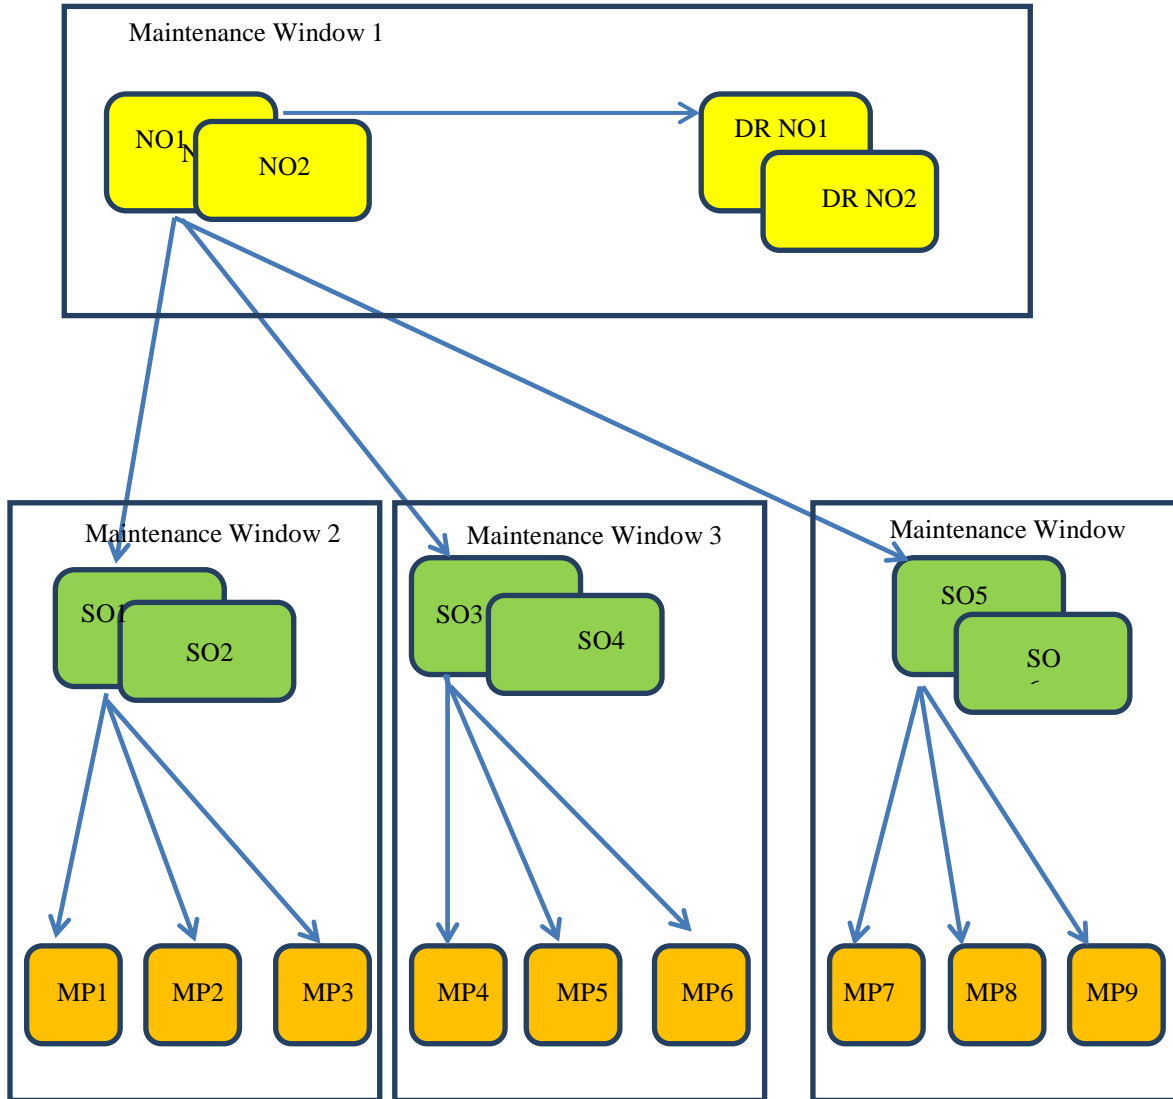 Maintenance Window 1
NO1
N
NO2
DR NO1
DR NO2
Maintenance Window 2
Maintenance Window 3
Maintenance Window
SO1
SO2
SO3
SO4
SO5
SO
MP1
MP2
MP3
MP4
MP5
MP6
MP7
MP8
MP9